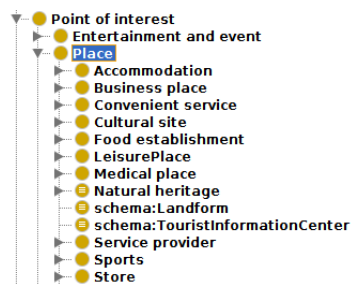 Point of interest
Entertainment and event
Place
Accommodation
Business place
Convenient service
Cultural site
Food establishment
LeisurePlace
Medical place
Natural heritage
schema:Landform
schema:TouristInformationCenter
Service provider
Sports
Store